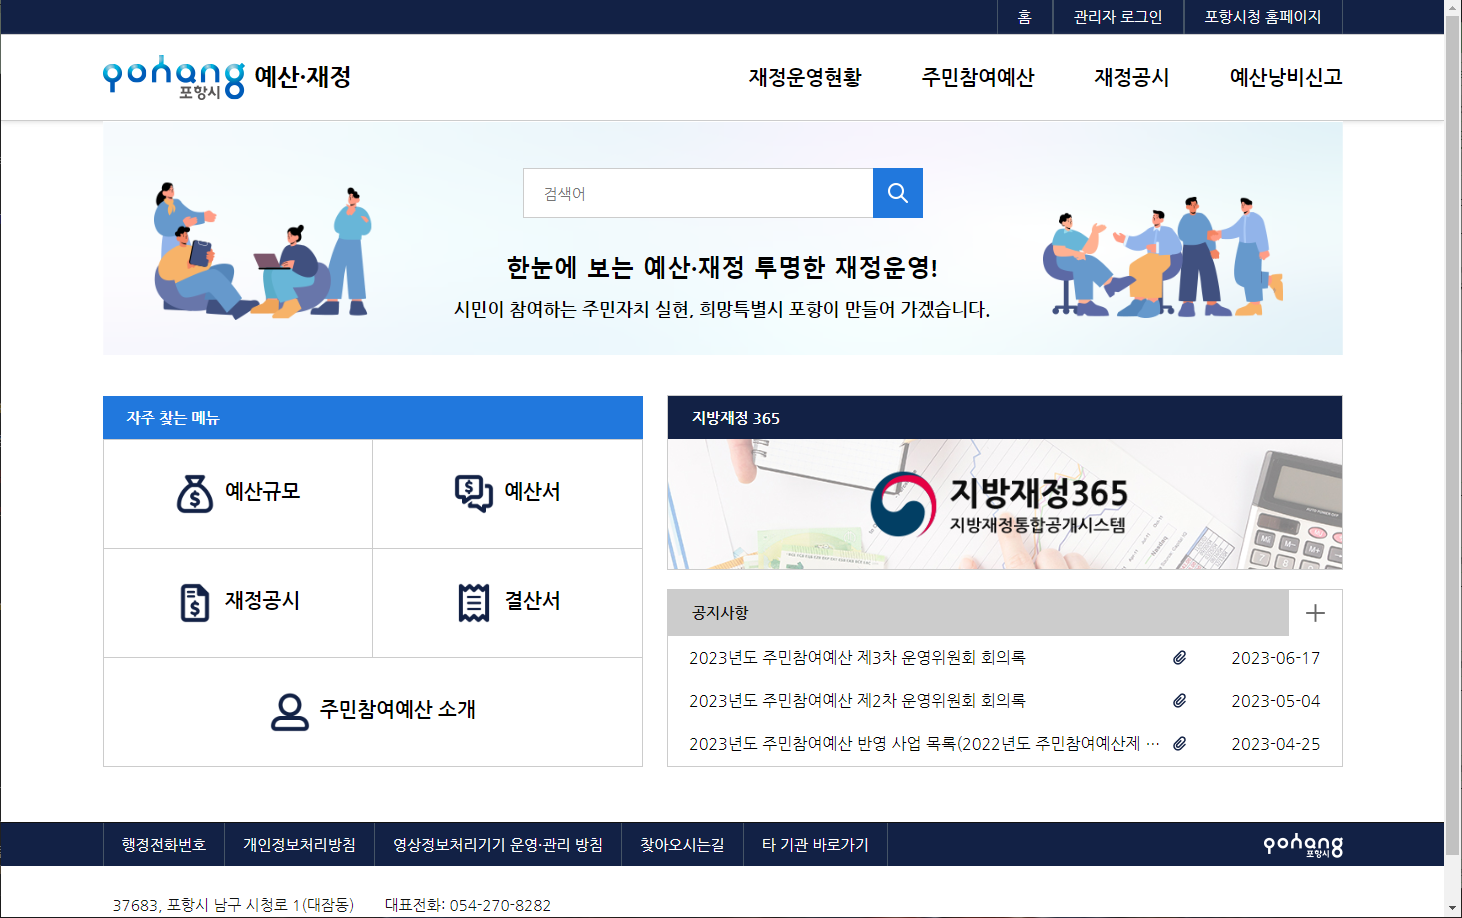 홈 관리자 로그인 포항시청 홈페이지
pohang 포항시 예산·재정 재정운영현황 주민참여예산 재정공시 예산낭비신고
검색어
한눈에 보는 예산·재정 투명한 재정운영!
시민이 참여하는 주민자치 실현, 희망특별시 포항이 만들어 가겠습니다.
자주 찾는 메뉴
예산규모 예산서
재정공시 결산서
주민참여예산 소개
지방재정 365
지방재정365
지방재정통합공개시스템
공지사항
2023년도 주민참여예산 제3차 운영위원회 회의록 2023-06-17
2023년도 주민참여예산 제2차 운영위원회 회의록 2023-05-04
2023년도 주민참여예산 반영 사업 목록(2022년도 주민참여예산제 … 2023-04-25
행정전화번호 개인정보처리방침 영상정보처리기기 운영·관리 방침 찾아오시는길 타 기관 바로가기 pohang 포항시
37683, 포항시 남구 시청로 1(대잠동) 대표전화: 054-270-8282